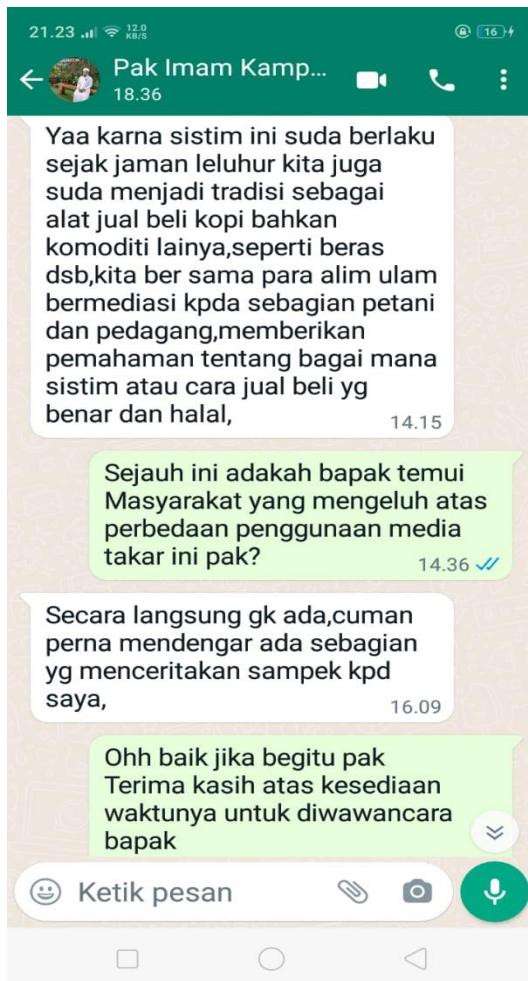 21.23 12.0 KB/S 16
Pak Imam Kamp...
18.36
Yaa karna sistim ini suda berlaku
sejak jaman leluhur kita juga
suda menjadi tradisi sebagai
alat jual beli kopi bahkan
komoditi lainya,seperti beras
dsb,kita ber sama para alim ulam
bermediasi kpda sebagian petani
dan pedagang,memberikan
pemahaman tentang bagai mana
sistim atau cara jual beli yg
benar dan halal,
14.15
Sejauh ini adakah bapak temui
Masyarakat yang mengeluh atas
perbedaan penggunaan media
takar ini pak?
14.36
Secara langsung gk ada,cuman
perna mendengar ada sebagian
yg menceritakan sampek kpd
saya,
16.09
Ohh baik jika begitu pak
Terima kasih atas kesediaan
waktunya untuk diwawancara
bapak
Ketik pesan